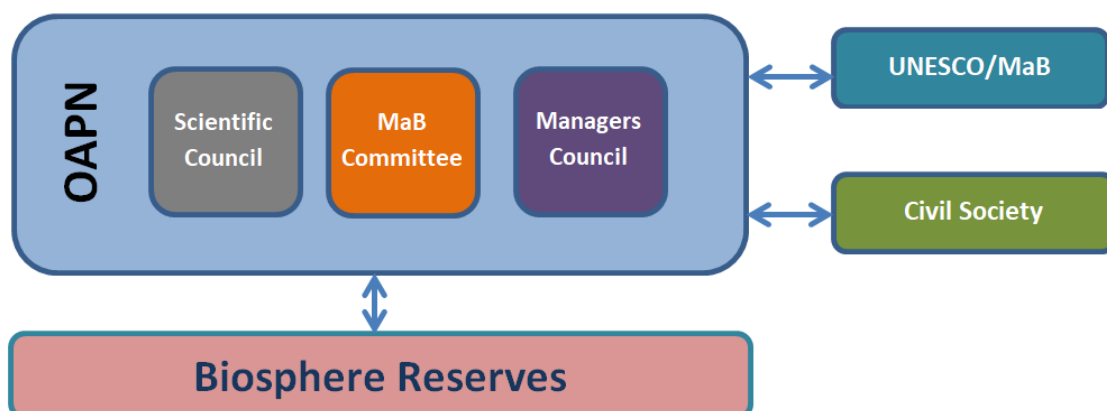 OAPN
Scientific
Council
MaB
Committee
Managers
Council
UNESCO/MaB
Civil Society
Biosphere Reserves